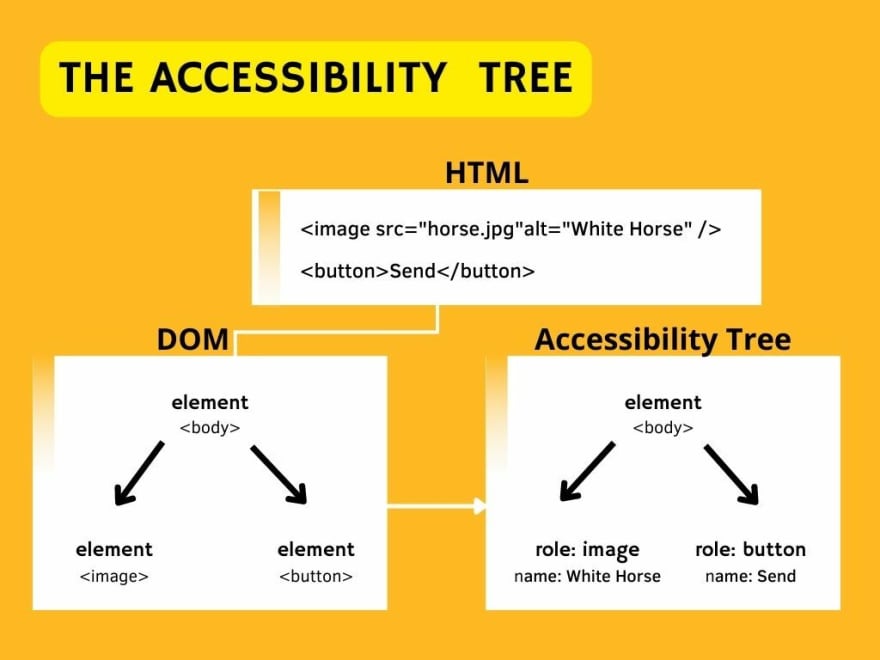 THE ACCESSIBILITY TREE
HTML
<image src="horse.jpg"alt="White Horse" />
<button>Send</button>
DOM
element
<body>
element
<image>
element
<button>
Accessibility Tree
element
<body>
role: image
name: White Horse
role: button
name: Send